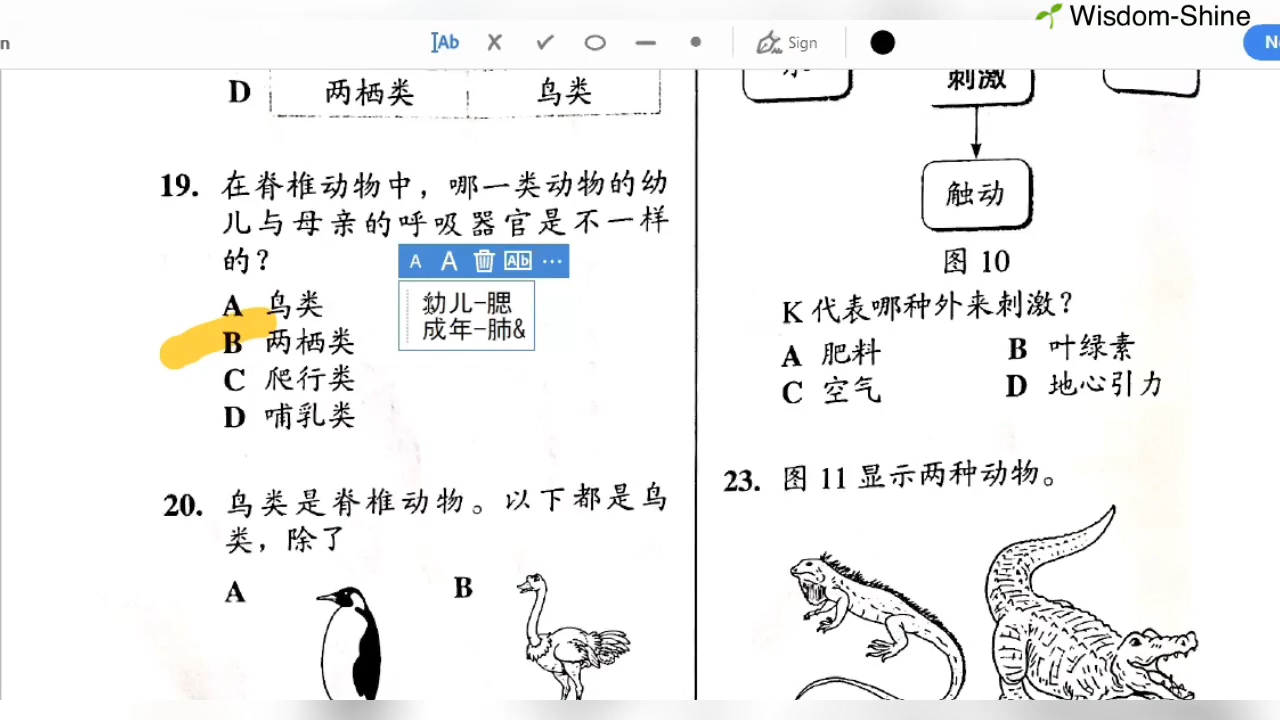 Wisdom-Shine
n
Ab
Sign
D 两栖类 鸟类
19. 在脊椎动物中，哪一类动物的幼
儿与母亲的呼吸器官是不一样
的？
A 鸟类
B 两栖类
C 爬行类
D 哺乳类
A A Ab ...
幼儿-腮
成年-肺&
20. 鸟类是脊椎动物。以下都是鸟
类，除了
A B
刺激
触动
图 10
K 代表哪种外来刺激？
A 肥料 B 叶绿素
C 空气 D 地心引力
23. 图 11 显示两种动物。